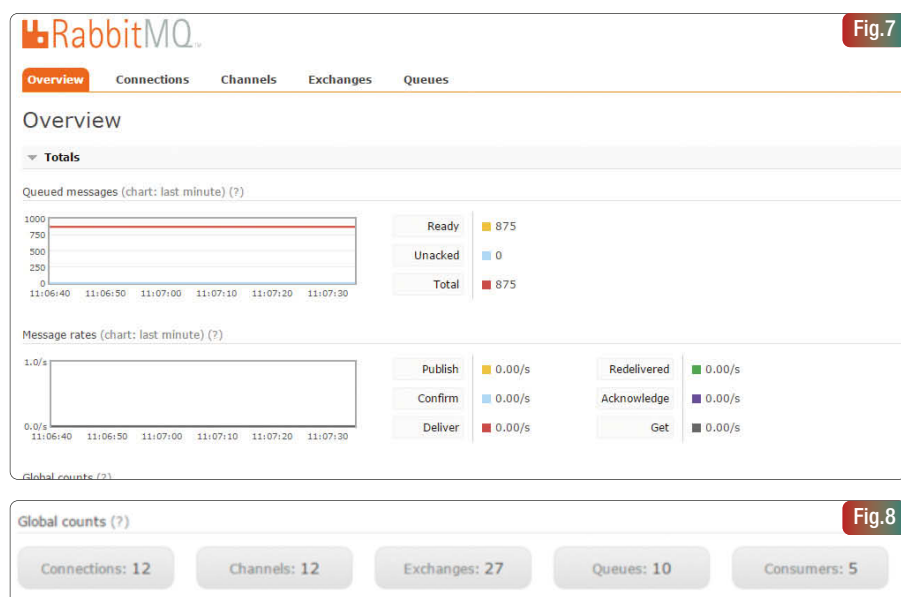 RabbitMQ
Fig.7
Overview Connections Channels Exchanges Queues
Overview
Totals
Queued messages (chart: last minute) (?)
1000
750
500
250
0
11:06:40 11:06:50 11:07:00 11:07:10 11:07:20 11:07:30
Ready 875
Unacked 0
Total 875
Message rates (chart: last minute) (?)
1.0/s
0.0/s
11:06:40 11:06:50 11:07:00 11:07:10 11:07:20 11:07:30
Publish 0.00/s Redelivered 0.00/s
Confirm 0.00/s Acknowledge 0.00/s
Deliver 0.00/s Get 0.00/s
Global counts (?)
Fig.8
Global counts (?)
Connections: 12 Channels: 12 Exchanges: 27 Queues: 10 Consumers: 5